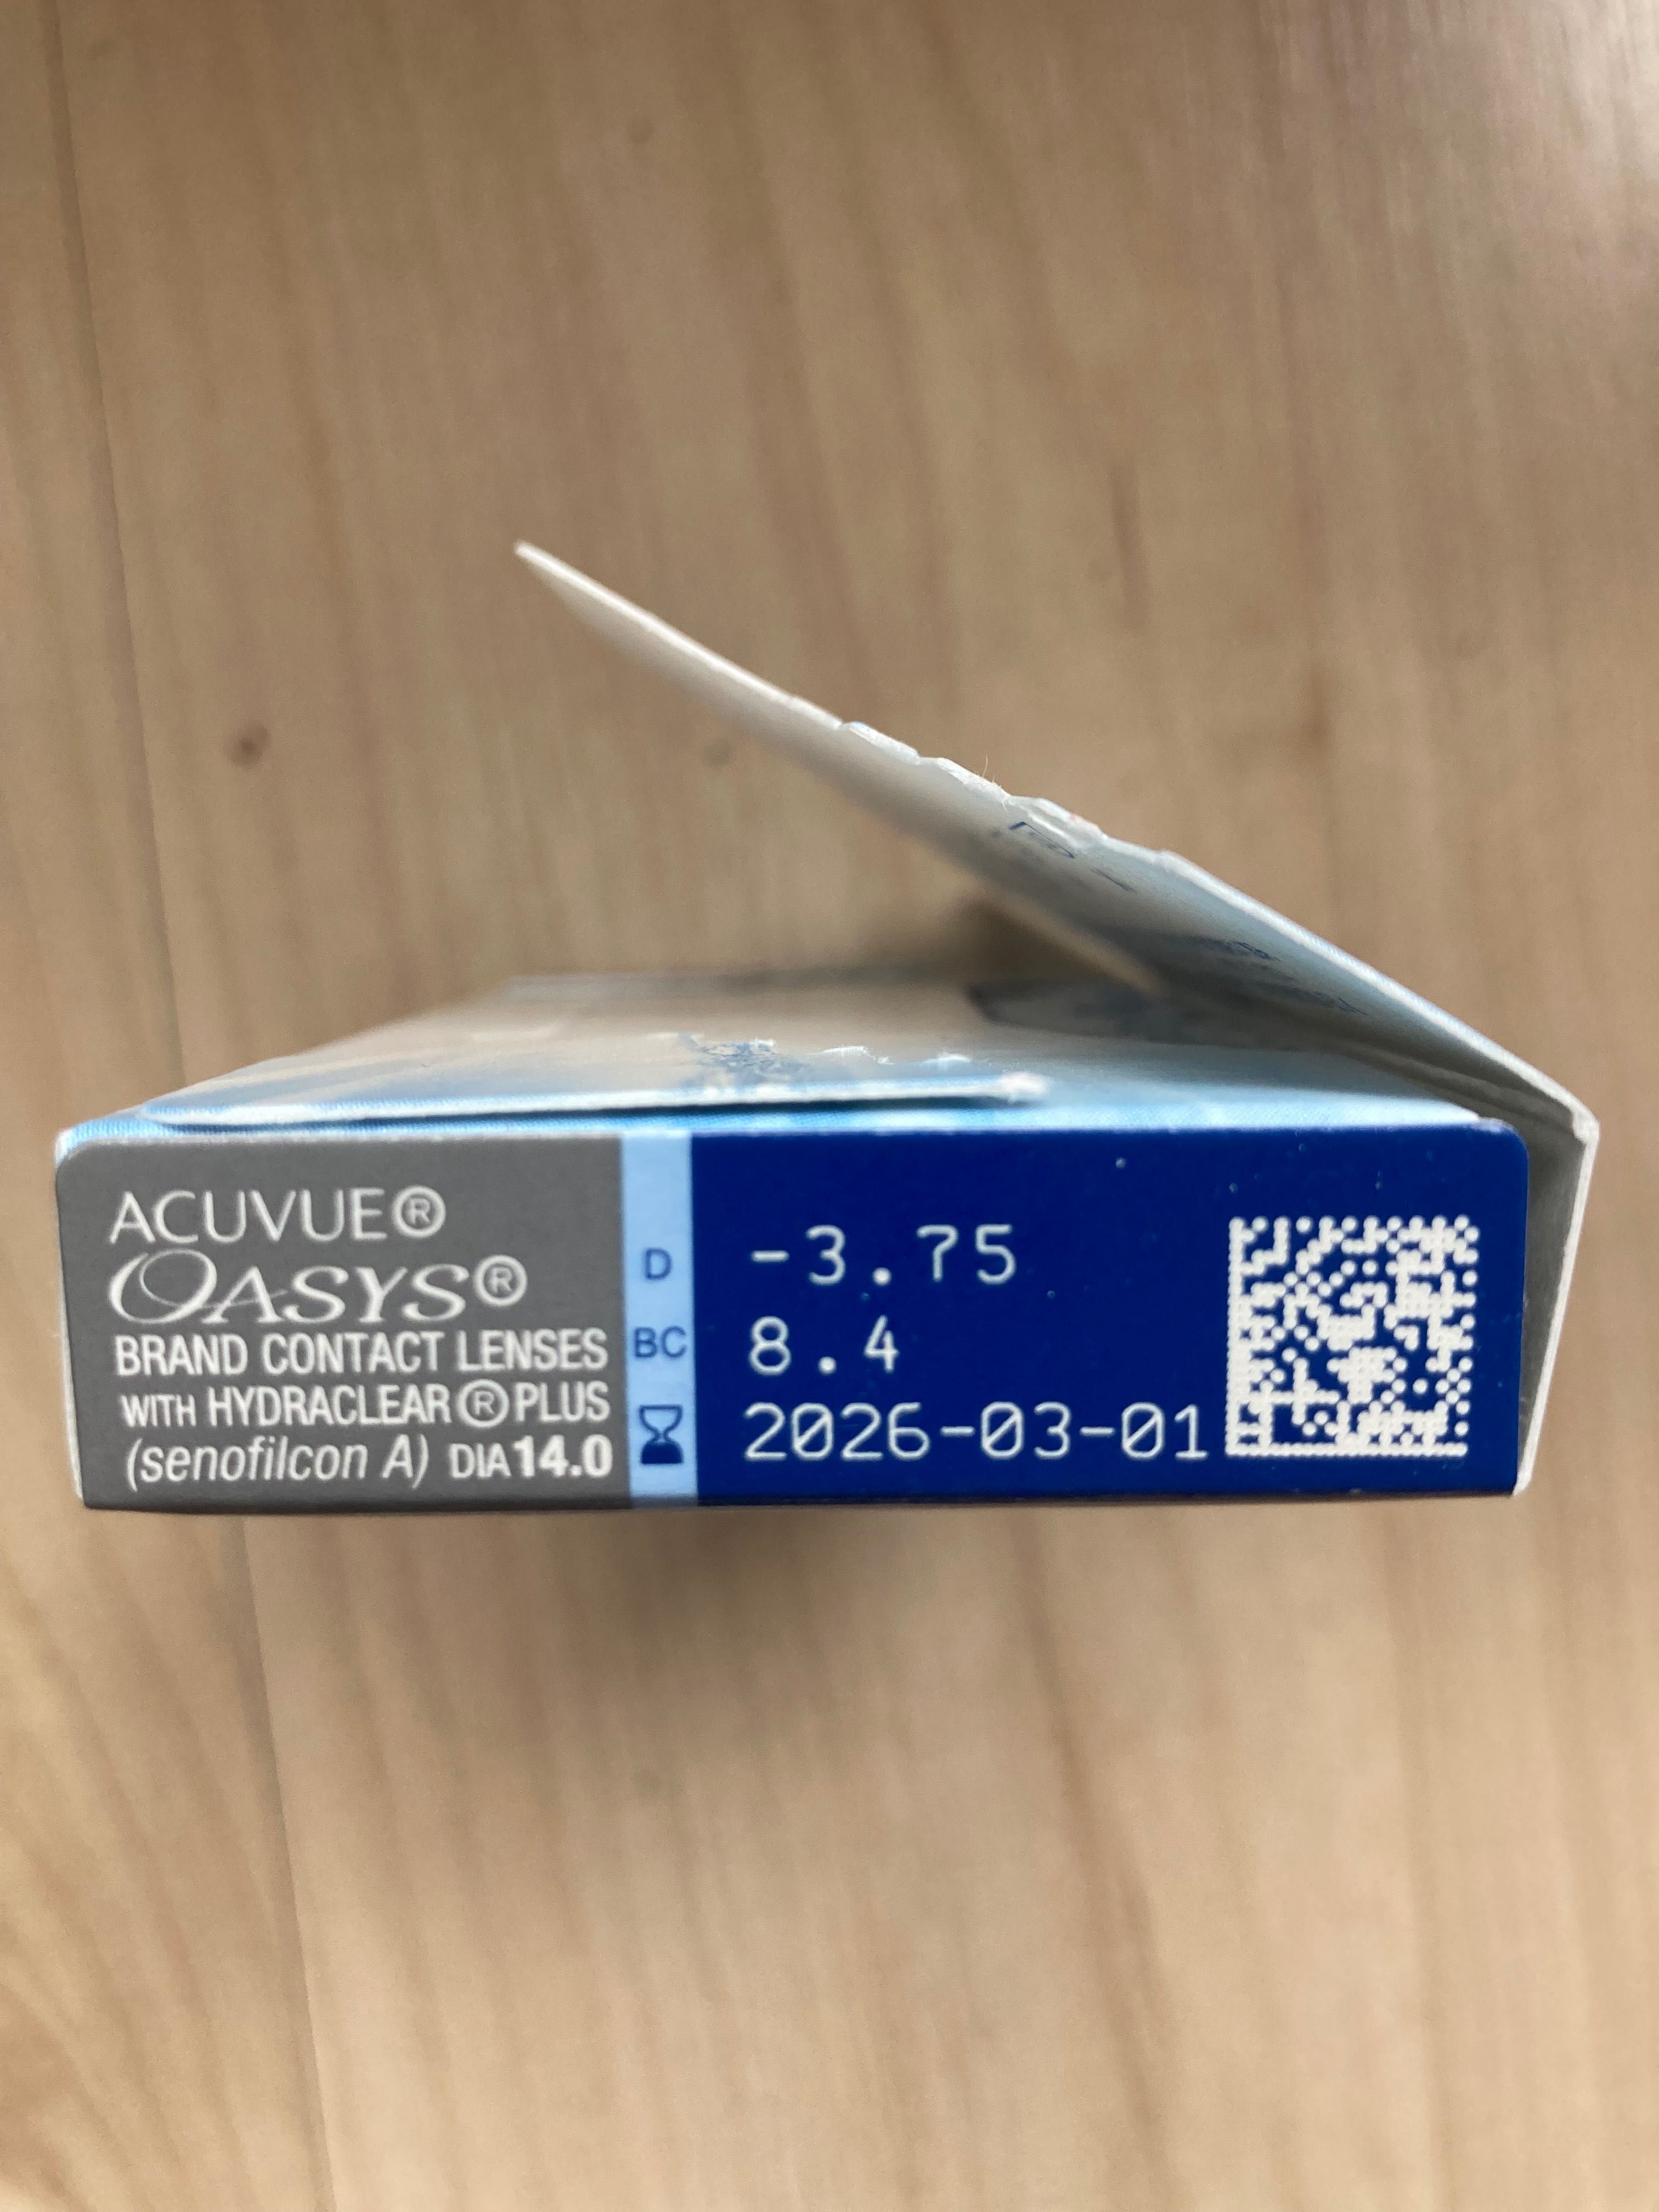 ACUVUE®
OASYS®
BRAND CONTACT LENSES
WITH HYDRACLEAR® PLUS
(senofilcon A) DIA 14.0
D -3.75
BC 8.4
2026-03-01